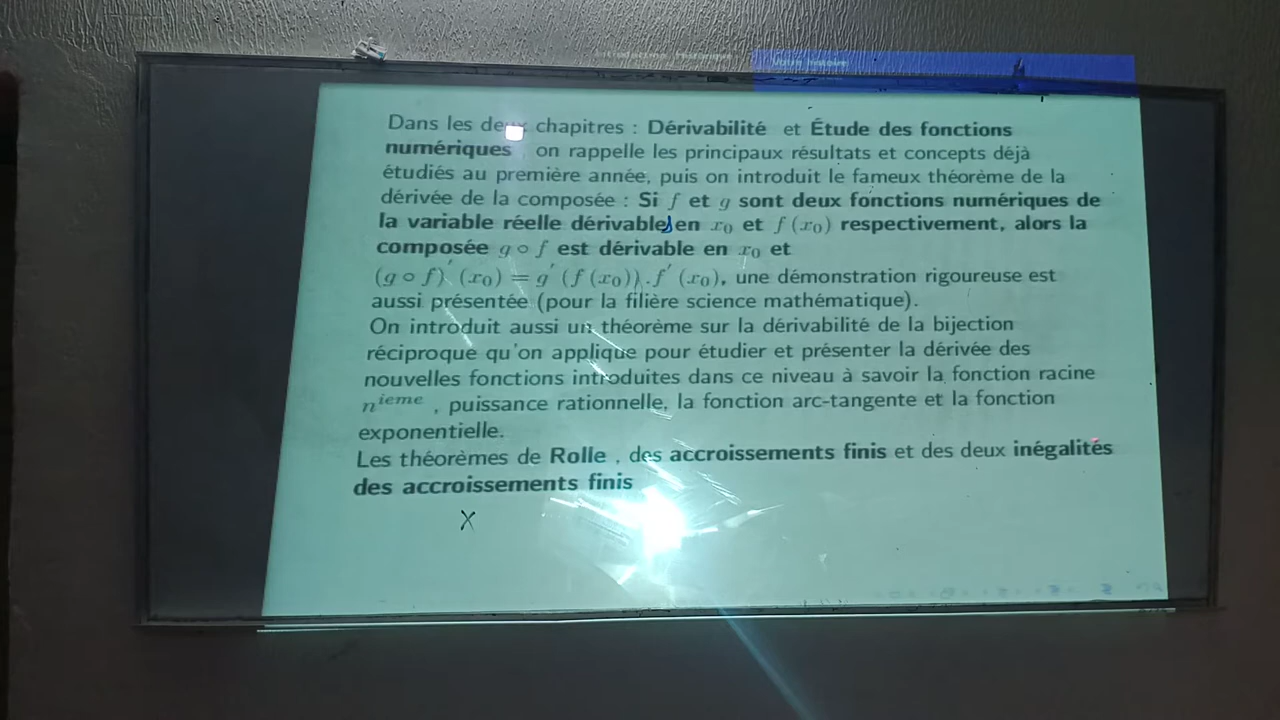 Votre histoire
Dans les deux chapitres : Dérivabilité et Étude des fonctions
numériques on rappelle les principaux résultats et concepts déjà
étudiés au première année, puis on introduit le fameux théorème de la
dérivée de la composée : Si f et g sont deux fonctions numériques de
la variable réelle dérivables en x₀ et f (x₀) respectivement, alors la
composée g ∘ f est dérivable en x₀ et
(g ∘ f)′ (x₀) = g′ (f (x₀)).f′ (x₀), une démonstration rigoureuse est
aussi présentée (pour la filière science mathématique).
On introduit aussi un théorème sur la dérivabilité de la bijection
réciproque qu'on applique pour étudier et présenter la dérivée des
nouvelles fonctions introduites dans ce niveau à savoir la fonction racine
nⁱᵉᵐᵉ , puissance rationnelle, la fonction arc-tangente et la fonction
exponentielle.
Les théorèmes de Rolle , des accroissements finis et des deux inégalités
des accroissements finis
X